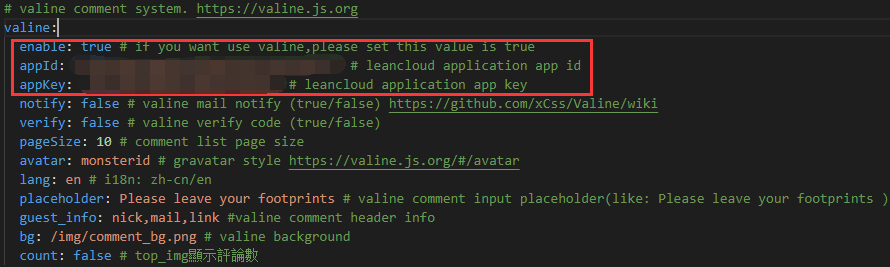 # valine comment system. https://valine.js.org
valine:
enable: true # if you want use valine,please set this value is true
appId: # leancloud application app id
appKey: # leancloud application app key
notify: false # valine mail notify (true/false) https://github.com/xCss/Valine/wiki
verify: false # valine verify code (true/false)
pageSize: 10 # comment list page size
avatar: monsterid # gravatar style https://valine.js.org/#/avatar
lang: en # i18n: zh-cn/en
placeholder: Please leave your footprints # valine comment input placeholder(like: Please leave your footprints )
guest_info: nick,mail,link #valine comment header info
bg: /img/comment_bg.png # valine background
count: false # top_img顯示評論數